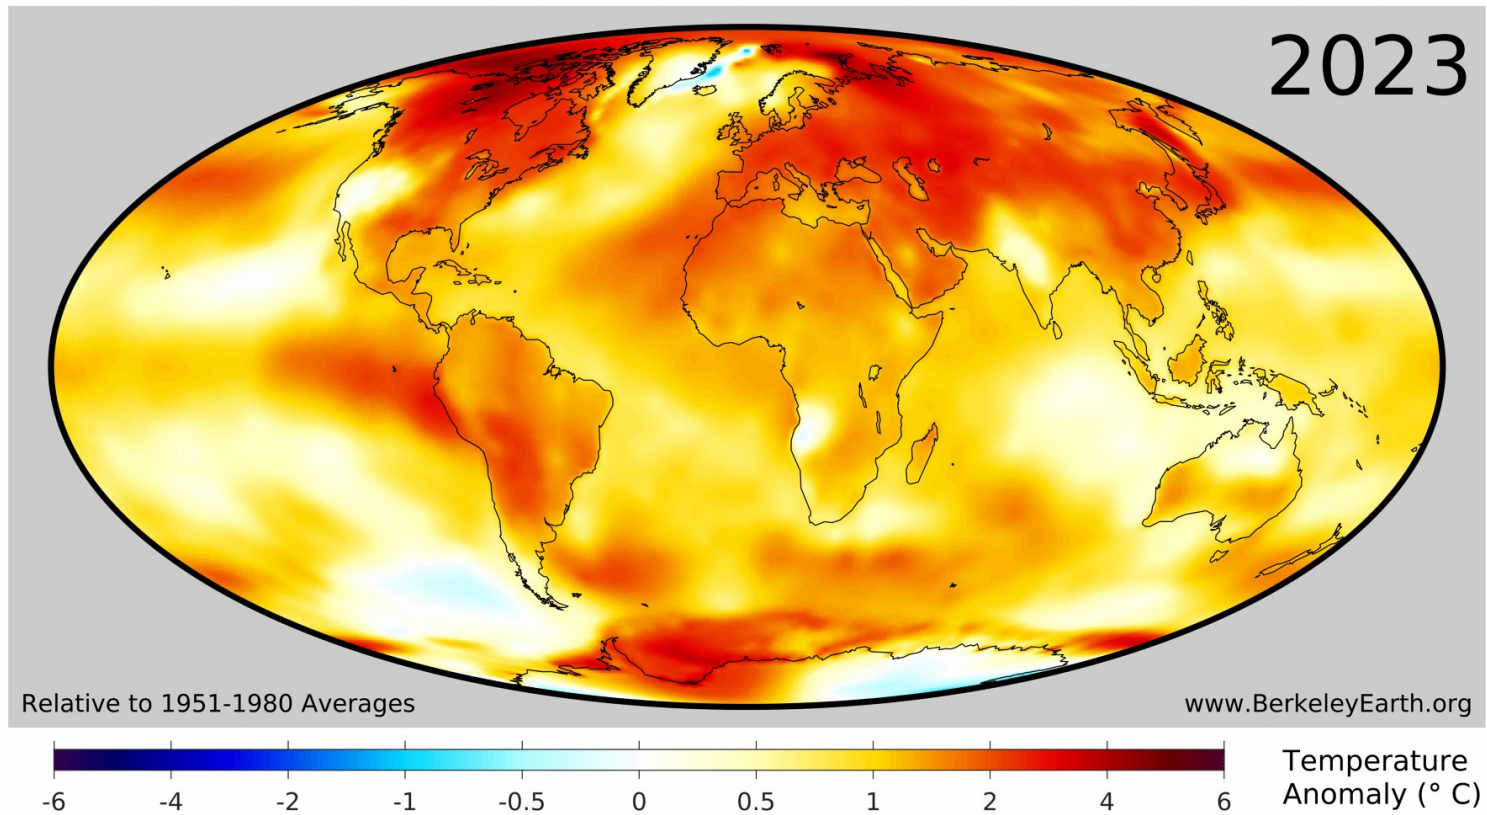 2023
Relative to 1951-1980 Averages
www.BerkeleyEarth.org
-6 -4 -2 -1 -0.5 0 0.5 1 2 4 6
Temperature
Anomaly (° C)